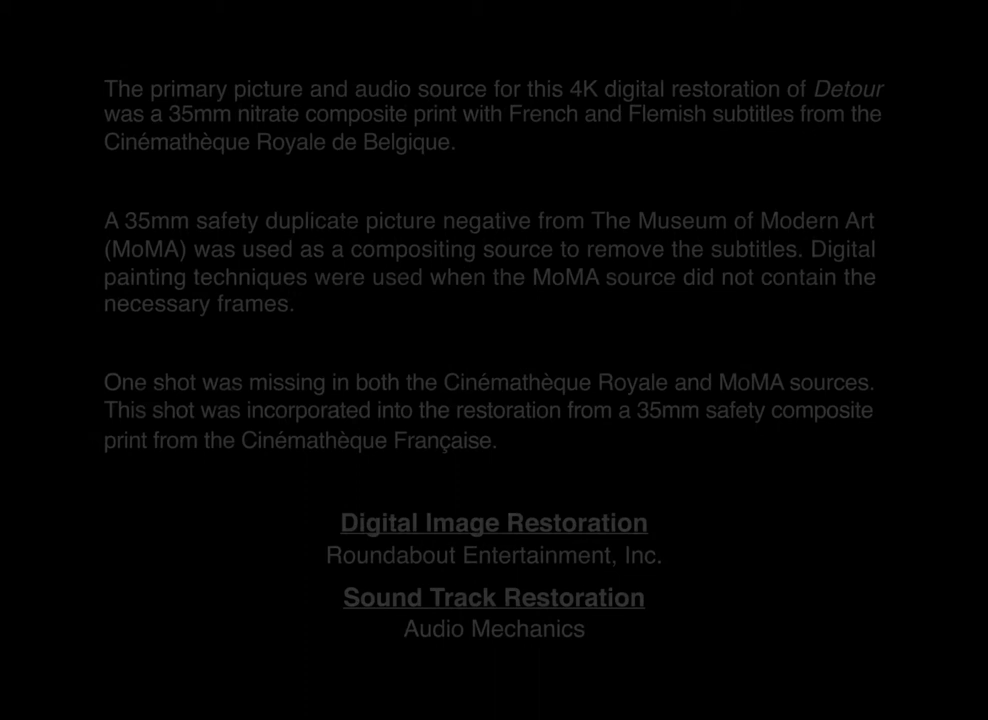 The primary picture and audio source for this 4K digital restoration of Detour
was a 35mm nitrate composite print with French and Flemish subtitles from the
Cinémathèque Royale de Belgique.
A 35mm safety duplicate picture negative from The Museum of Modern Art
(MoMA) was used as a compositing source to remove the subtitles. Digital
painting techniques were used when the MoMA source did not contain the
necessary frames.
One shot was missing in both the Cinémathèque Royale and MoMA sources.
This shot was incorporated into the restoration from a 35mm safety composite
print from the Cinémathèque Française.
Digital Image Restoration
Roundabout Entertainment, Inc.
Sound Track Restoration
Audio Mechanics